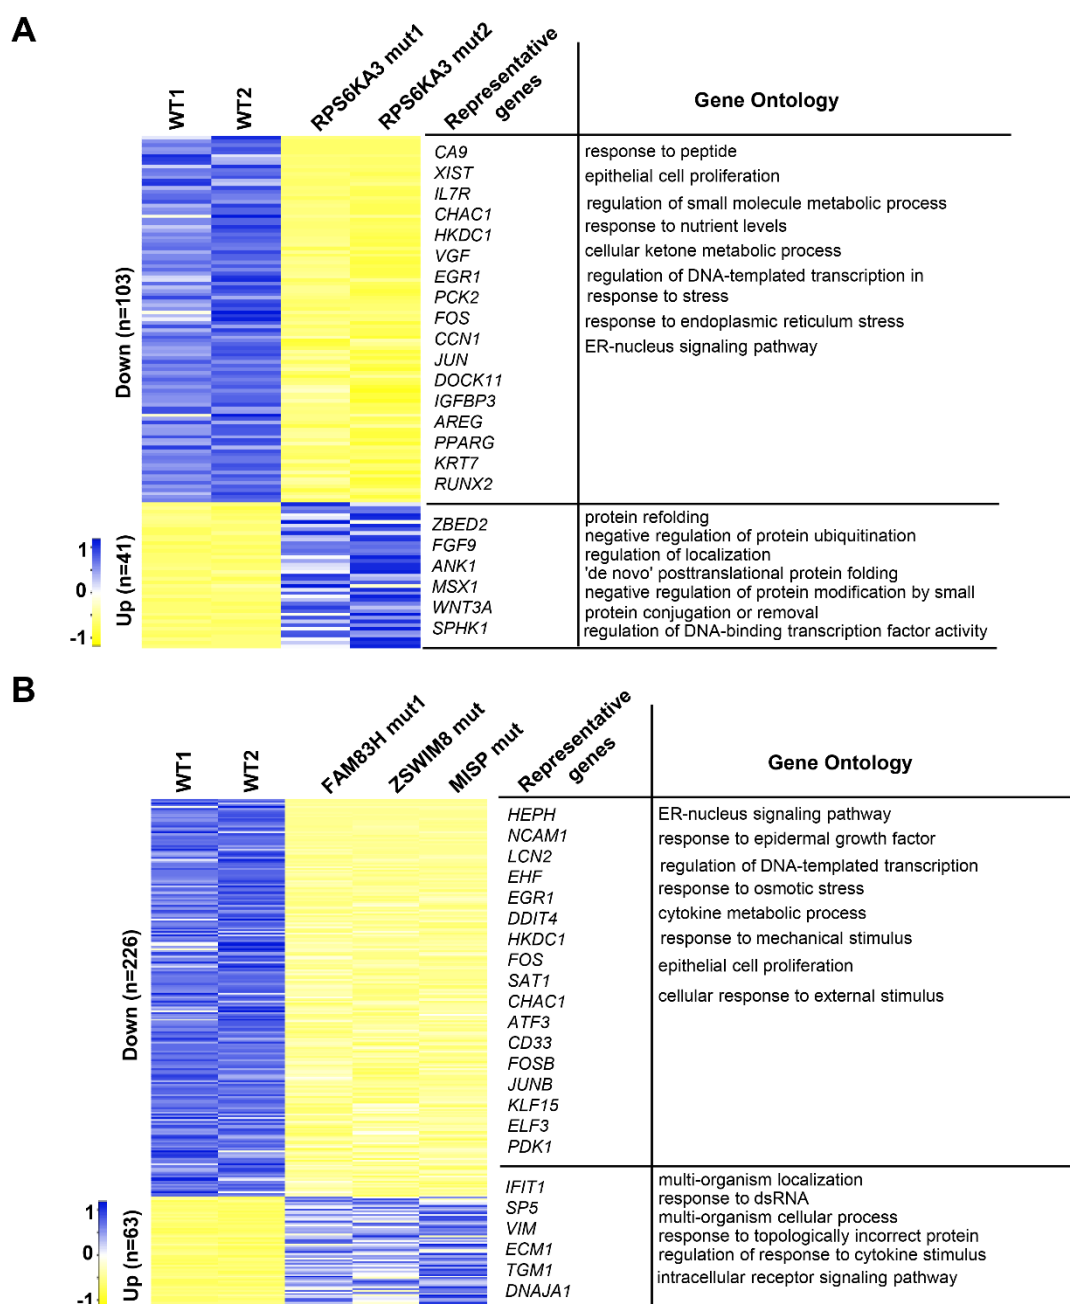 A
WT1
WT2
RPS6KA3 mut1
RPS6KA3 mut2
Representative
genes
Gene Ontology
Down (n=103)
CA9
XIST
IL7R
CHAC1
HKDC1
VGF
EGR1
PCK2
FOS
CCN1
JUN
DOCK11
IGFBP3
AREG
PPARG
KRT7
RUNX2
response to peptide
epithelial cell proliferation
regulation of small molecule metabolic process
response to nutrient levels
cellular ketone metabolic process
regulation of DNA-templated transcription in
response to stress
response to endoplasmic reticulum stress
ER-nucleus signaling pathway
1
0
-1
Up (n=41)
ZBED2
FGF9
ANK1
MSX1
WNT3A
SPHK1
protein refolding
negative regulation of protein ubiquitination
regulation of localization
'de novo' posttranslational protein folding
negative regulation of protein modification by small
protein conjugation or removal
regulation of DNA-binding transcription factor activity
B
WT1
WT2
FAM83H mut1
ZSWIM8 mut
MISP mut
Representative
genes
Gene Ontology
Down (n=226)
HEPH
NCAM1
LCN2
EHF
EGR1
DDIT4
HKDC1
FOS
SAT1
CHAC1
ATF3
CD33
FOSB
JUNB
KLF15
ELF3
PDK1
ER-nucleus signaling pathway
response to epidermal growth factor
regulation of DNA-templated transcription
response to osmotic stress
cytokine metabolic process
response to mechanical stimulus
epithelial cell proliferation
cellular response to external stimulus
1
0
-1
Up (n=63)
IFIT1
SP5
VIM
ECM1
TGM1
DNAJA1
multi-organism localization
response to dsRNA
multi-organism cellular process
response to topologically incorrect protein
regulation of response to cytokine stimulus
intracellular receptor signaling pathway